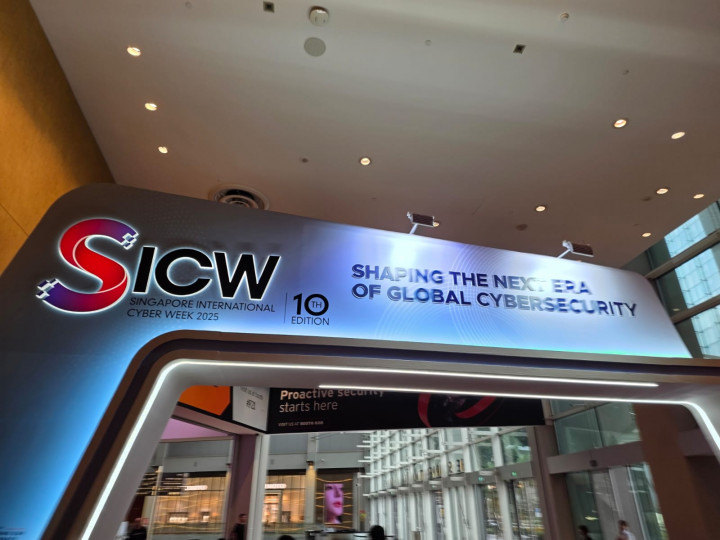 SICW
SINGAPORE INTERNATIONAL
CYBER WEEK 2025
10TH
EDITION
SHAPING THE NEXT ERA
OF GLOBAL CYBERSECURITY
Proactive security
starts here